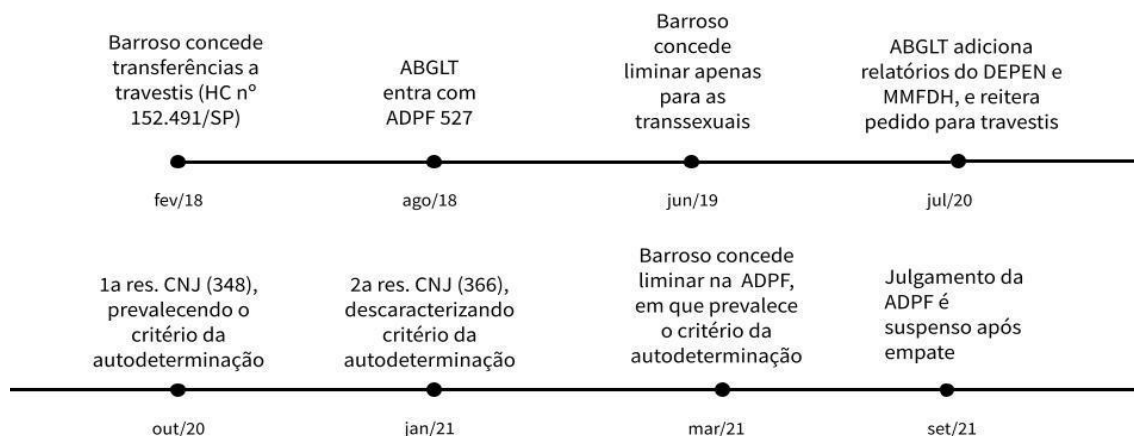 Barroso concede
transferências a
travestis (HC nº
152.491/SP)
fev/18
ABGLT
entra com
ADPF 527
ago/18
Barroso
concede
liminar apenas
para as
transsexuais
jun/19
ABGLT adiciona
relatórios do DEPEN e
MMFDH, e reitera
pedido para travestis
jul/20
1a res. CNJ (348),
prevalecendo o
critério da
autodeterminação
out/20
2a res. CNJ (366),
descaracterizando
critério da
autodeterminação
jan/21
Barroso concede
liminar na ADPF,
em que prevalece
o critério da
autodeterminação
mar/21
Julgamento da
ADPF é
suspenso após
empate
set/21